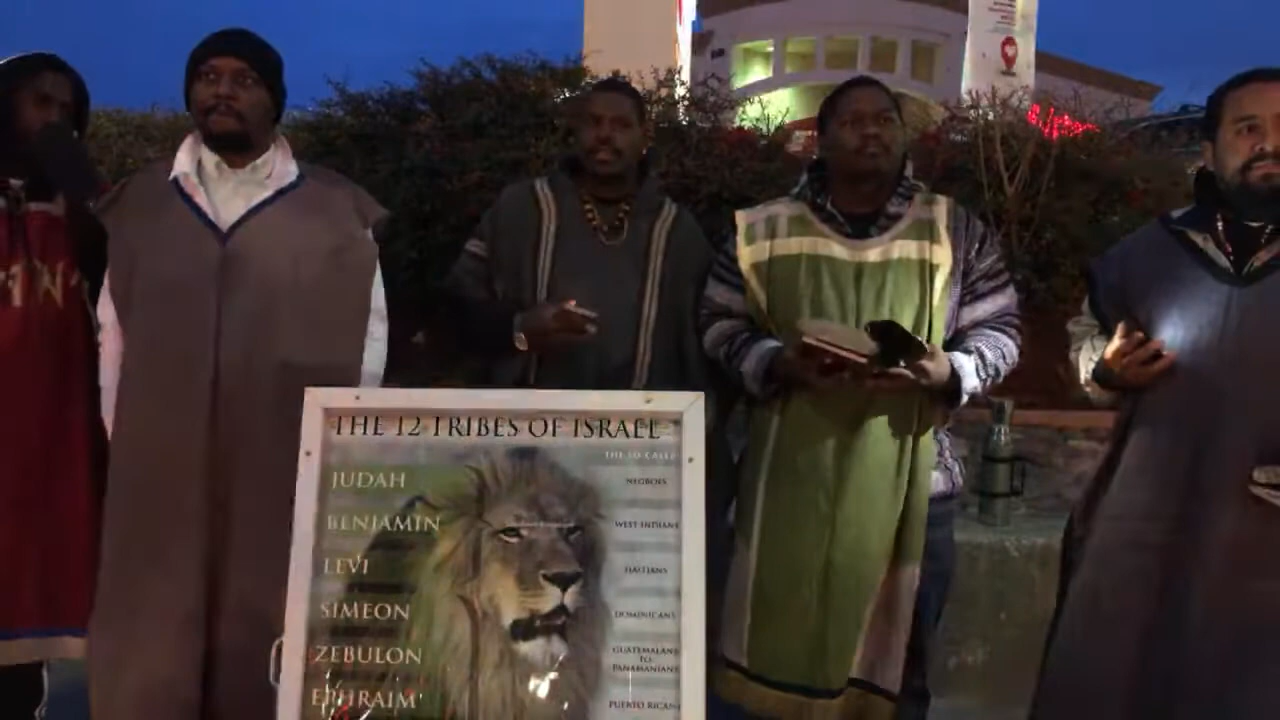 THE 12 TRIBES OF ISRAEL
THE SO CALLED
JUDAH
NEGROES
BENJAMIN
WEST INDIANS
LEVI
HAITIANS
SIMEON
DOMINICANS
ZEBULON
GUATEMALANS
TO
PANAMANIANS
EPHRAIM
PUERTO RICANS